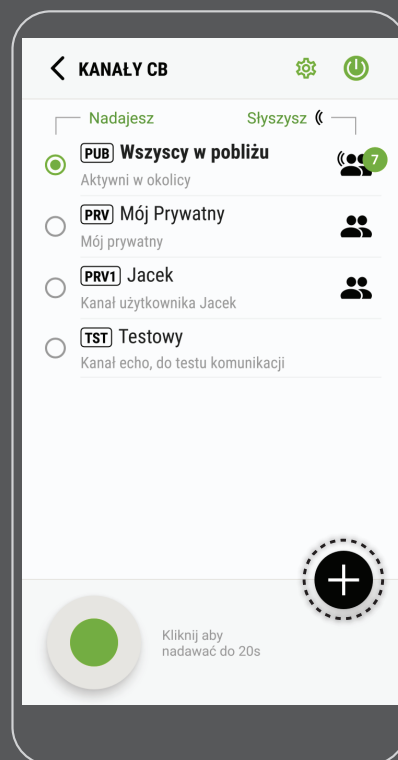 KANAŁY CB
Nadajesz Słyszysz
PUB Wszyscy w pobliżu 7
Aktywni w okolicy
PRV Mój Prywatny
Mój prywatny
PRV1 Jacek
Kanał użytkownika Jacek
TST Testowy
Kanał echo, do testu komunikacji
Kliknij aby
nadawać do 20s